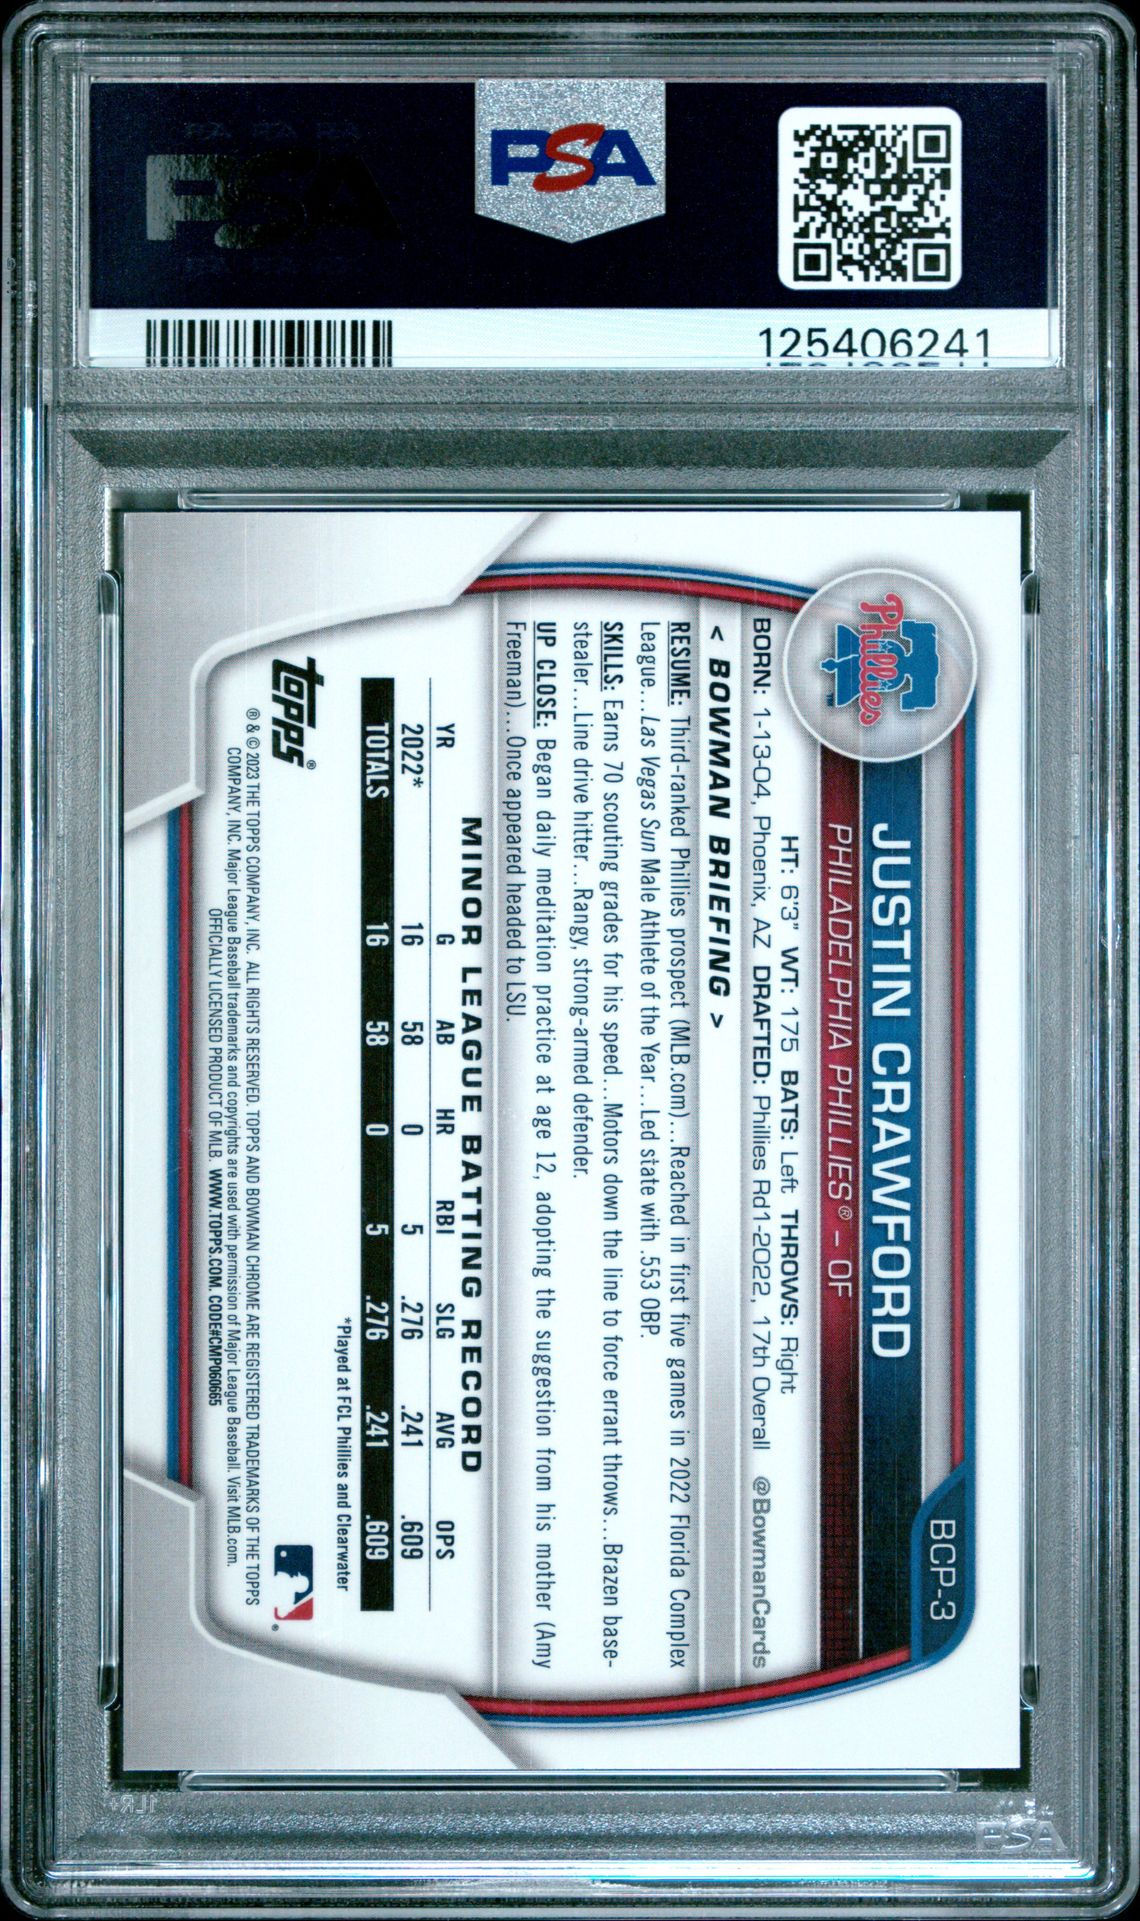 PSA
PSA
125406241
BCP-3
Phillies
JUSTIN CRAWFORD
PHILADELPHIA PHILLIES® - OF
HT: 6'3" WT: 175 BATS: Left THROWS: Right
BORN: 1-13-04, Phoenix, AZ DRAFTED: Phillies Rd1-2022, 17th Overall @BowmanCards
< BOWMAN BRIEFING >
RESUME: Third-ranked Phillies prospect (MLB.com)...Reached in first five games in 2022 Florida Complex
League...Las Vegas Sun Male Athlete of the Year...Led state with .553 OBP.
SKILLS: Earns 70 scouting grades for his speed...Motors down the line to force errant throws...Brazen base-
stealer...Line drive hitter...Rangy, strong-armed defender.
UP CLOSE: Began daily meditation practice at age 12, adopting the suggestion from his mother (Amy
Freeman)...Once appeared headed to LSU.
MINOR LEAGUE BATTING RECORD
YR G AB HR RBI SLG AVG OPS
2022* 16 58 0 5 .276 .241 .609
TOTALS 16 58 0 5 .276 .241 .609
*Played at FCL Phillies and Clearwater
topps®
® & © 2023 THE TOPPS COMPANY, INC. ALL RIGHTS RESERVED. TOPPS AND BOWMAN CHROME ARE REGISTERED TRADEMARKS OF THE TOPPS
COMPANY, INC. Major League Baseball trademarks and copyrights are used with permission of Major League Baseball. Visit MLB.com.
OFFICIALLY LICENSED PRODUCT OF MLB. WWW.TOPPS.COM. CODE#CMP060665
PSA